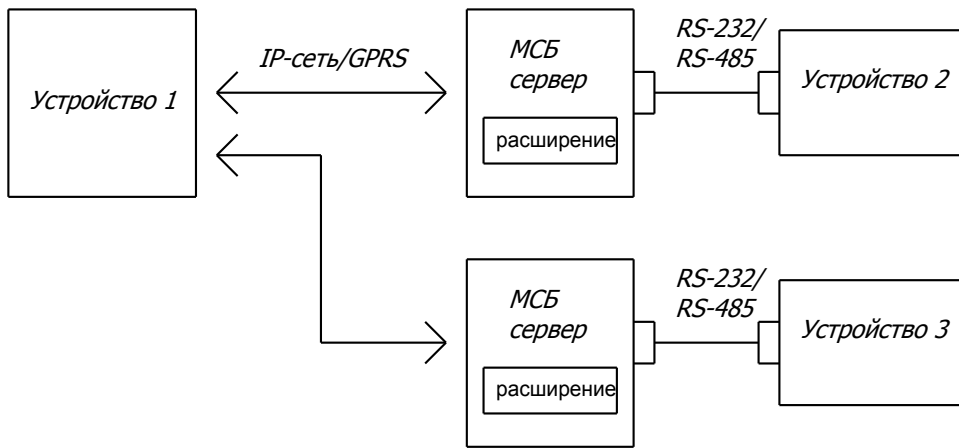 Устройство 1
IP-сеть/GPRS
МСБ
сервер
расширение
RS-232/
RS-485
Устройство 2
МСБ
сервер
расширение
RS-232/
RS-485
Устройство 3